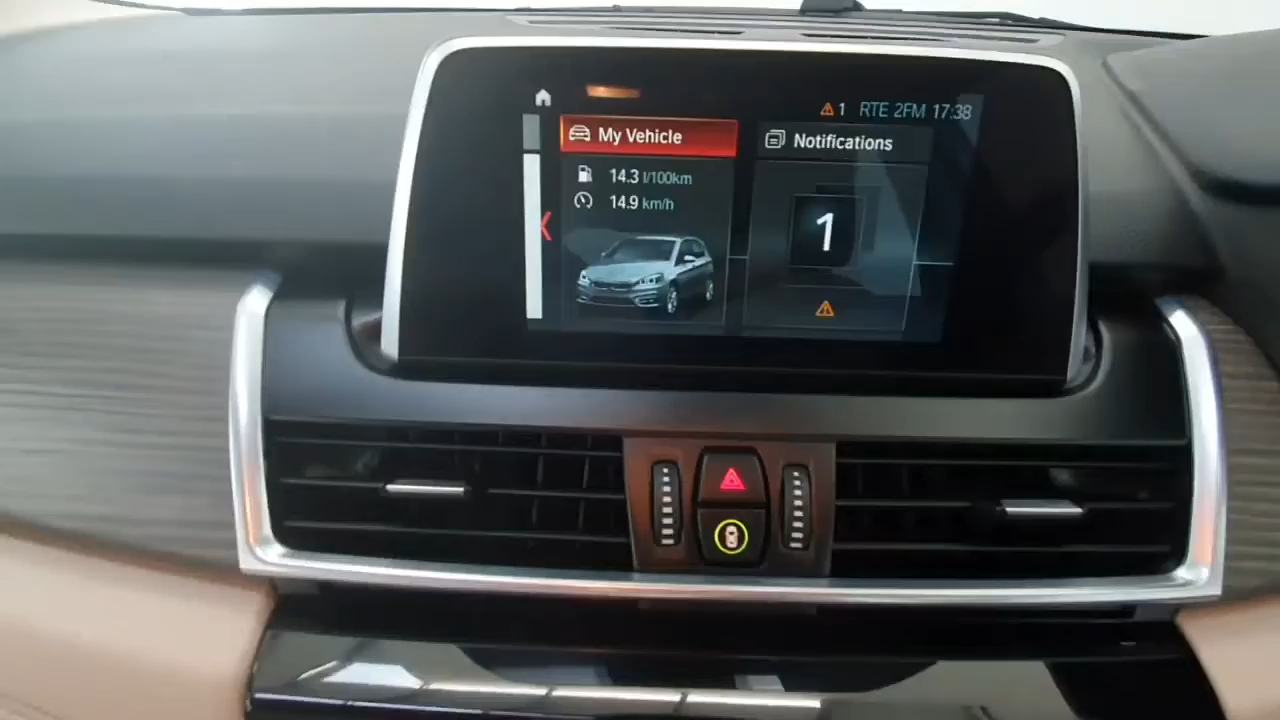 1 RTE 2FM 17:38
My Vehicle
Notifications
14.3 l/100km
14.9 km/h
1